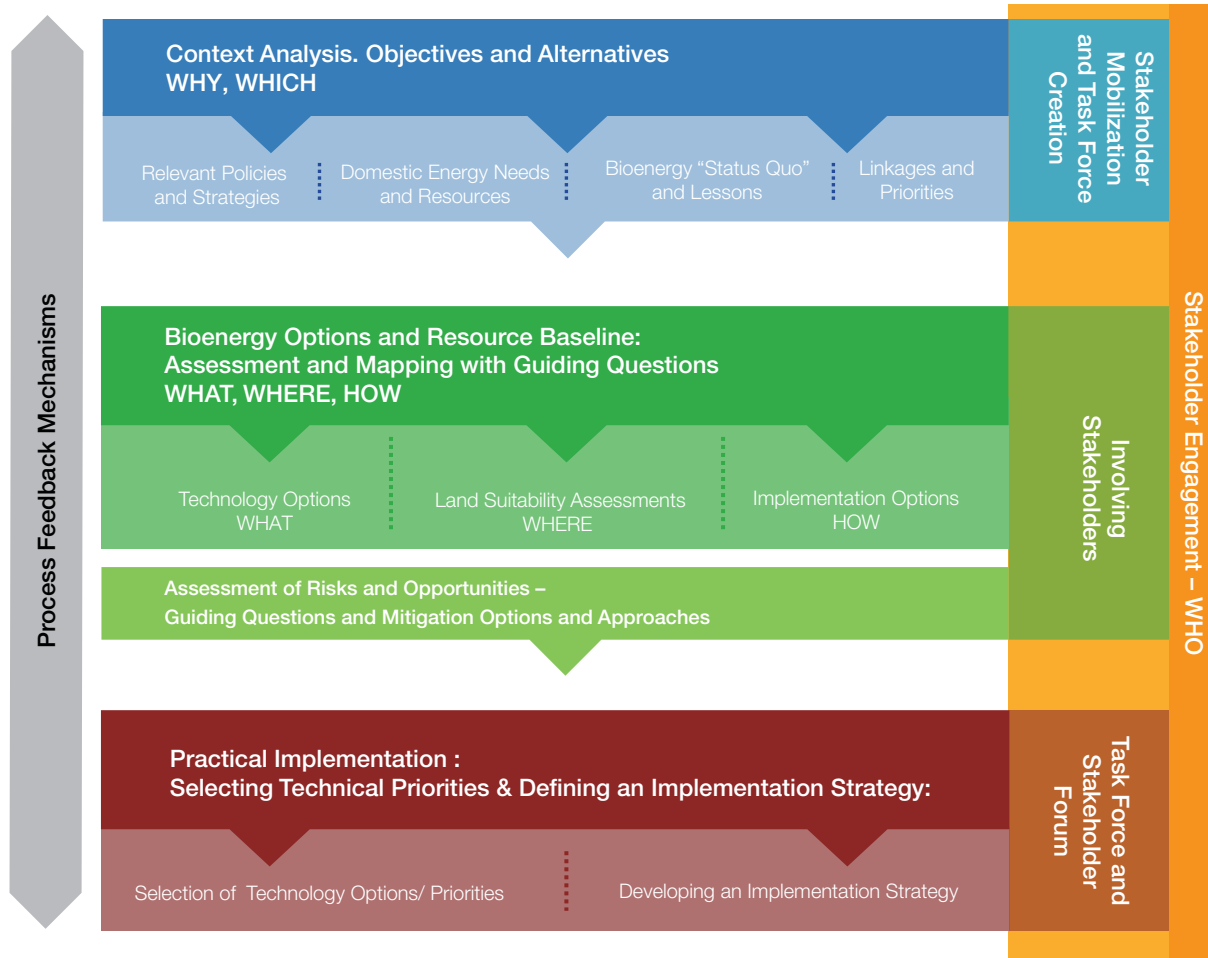 Process Feedback Mechanisms
Context Analysis. Objectives and Alternatives
WHY, WHICH
Relevant Policies
and Strategies
Domestic Energy Needs
and Resources
Bioenergy “Status Quo”
and Lessons
Linkages and
Priorities
Stakeholder
Mobilization
and Task Force
Creation
Bioenergy Options and Resource Baseline:
Assessment and Mapping with Guiding Questions
WHAT, WHERE, HOW
Technology Options
WHAT
Land Suitability Assessments
WHERE
Implementation Options
HOW
Assessment of Risks and Opportunities –
Guiding Questions and Mitigation Options and Approaches
Involving
Stakeholders
Practical Implementation :
Selecting Technical Priorities & Defining an Implementation Strategy:
Selection of Technology Options/ Priorities
Developing an Implementation Strategy
Task Force and
Stakeholder
Forum
Stakeholder Engagement – WHO